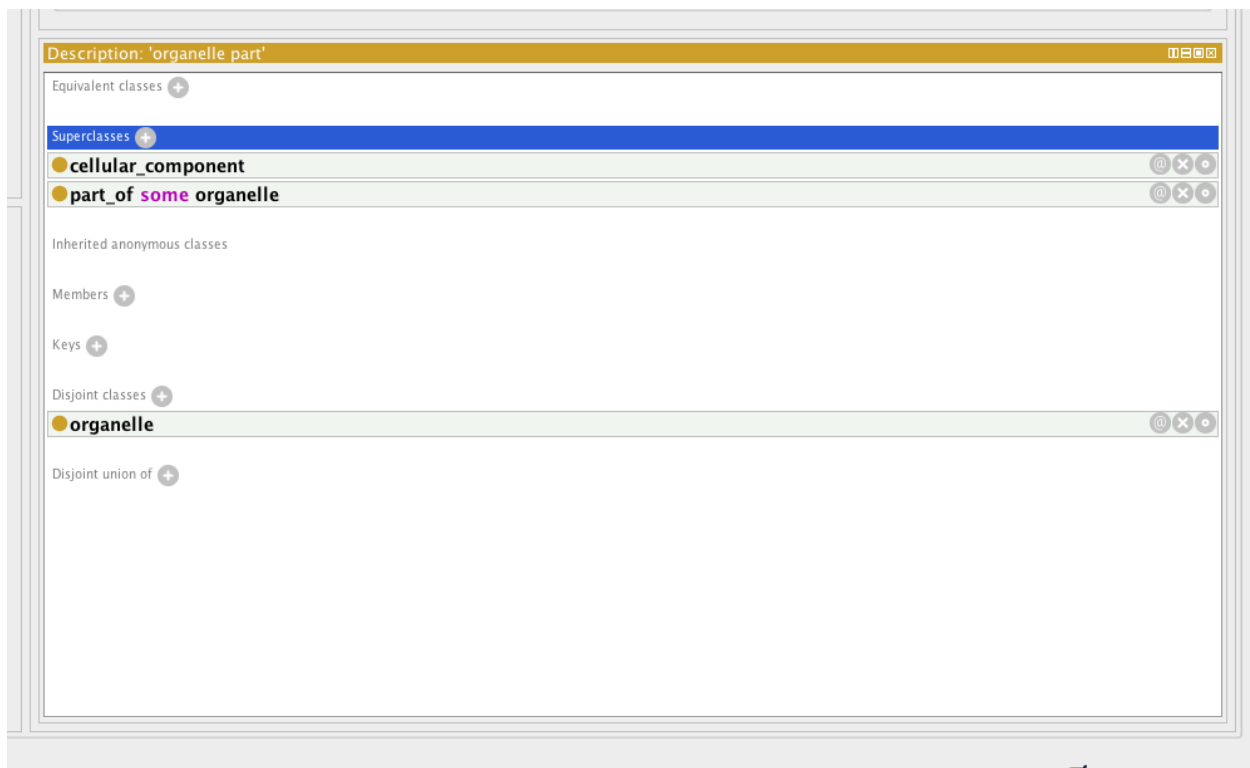 Description: 'organelle part'
Equivalent classes
Superclasses
cellular_component
part_of some organelle
Inherited anonymous classes
Members
Keys
Disjoint classes
organelle
Disjoint union of